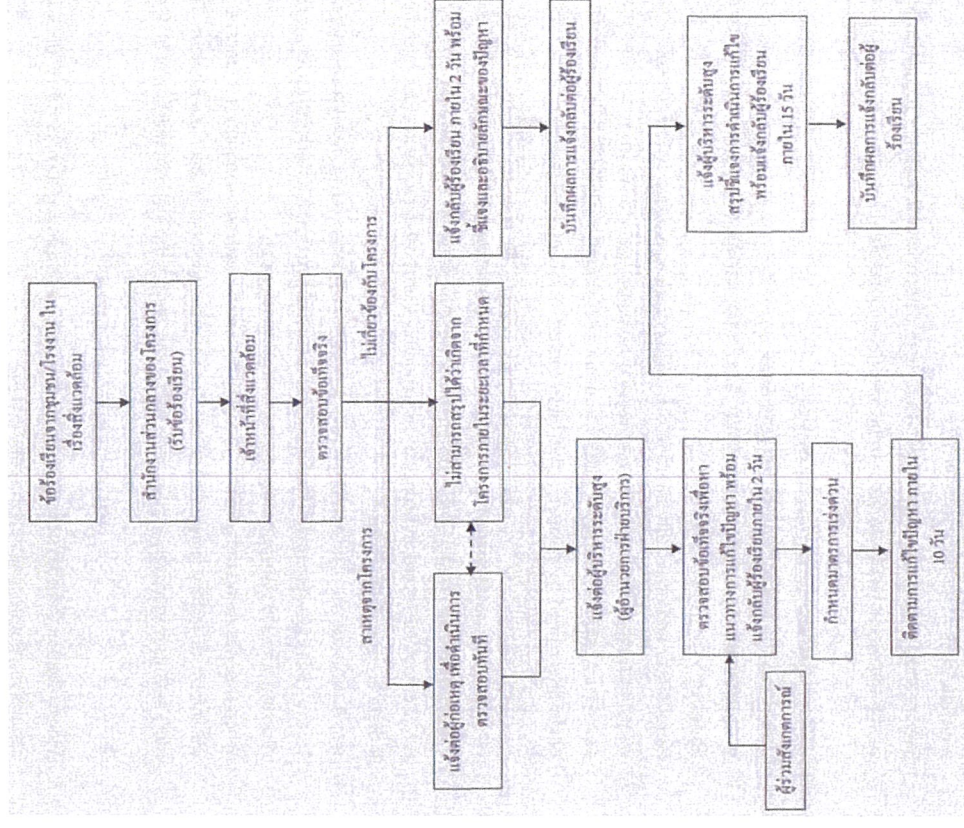 ข้อร้องเรียนจากชุมชน/โรงงาน ใน
เรื่องสิ่งแวดล้อม
สำนักงานส่วนกลางของโครงการ
(รับข้อร้องเรียน)
เจ้าหน้าที่สิ่งแวดล้อม
ตรวจสอบข้อเท็จจริง
สาเหตุจากโครงการ
ไม่เกี่ยวข้องกับโครงการ
แจ้งต่อผู้ก่อเหตุ เพื่อดำเนินการ
ตรวจสอบทันที
ไม่สามารถสรุปได้ว่าเกิดจาก
โครงการภายในระยะเวลาที่กำหนด
แจ้งกลับผู้ร้องเรียน ภายใน 2 วัน พร้อม
ชี้แจงและอธิบายลักษณะของปัญหา
บันทึกผลการแจ้งกลับต่อผู้ร้องเรียน
แจ้งต่อผู้บริหารระดับสูง
(ผู้อำนวยการฝ่ายบริการ)
ผู้ร่วมสังเกตการณ์
ตรวจสอบข้อเท็จจริงเพื่อหา
แนวทางการแก้ไขปัญหา พร้อม
แจ้งกลับผู้ร้องเรียนภายใน 2 วัน
กำหนดมาตรการเร่งด่วน
ติดตามการแก้ไขปัญหา ภายใน
10 วัน
แจ้งผู้บริหารระดับสูง
สรุปชี้แจงการดำเนินการแก้ไข
พร้อมแจ้งกลับผู้ร้องเรียน
ภายใน 15 วัน
บันทึกผลการแจ้งกลับต่อผู้
ร้องเรียน